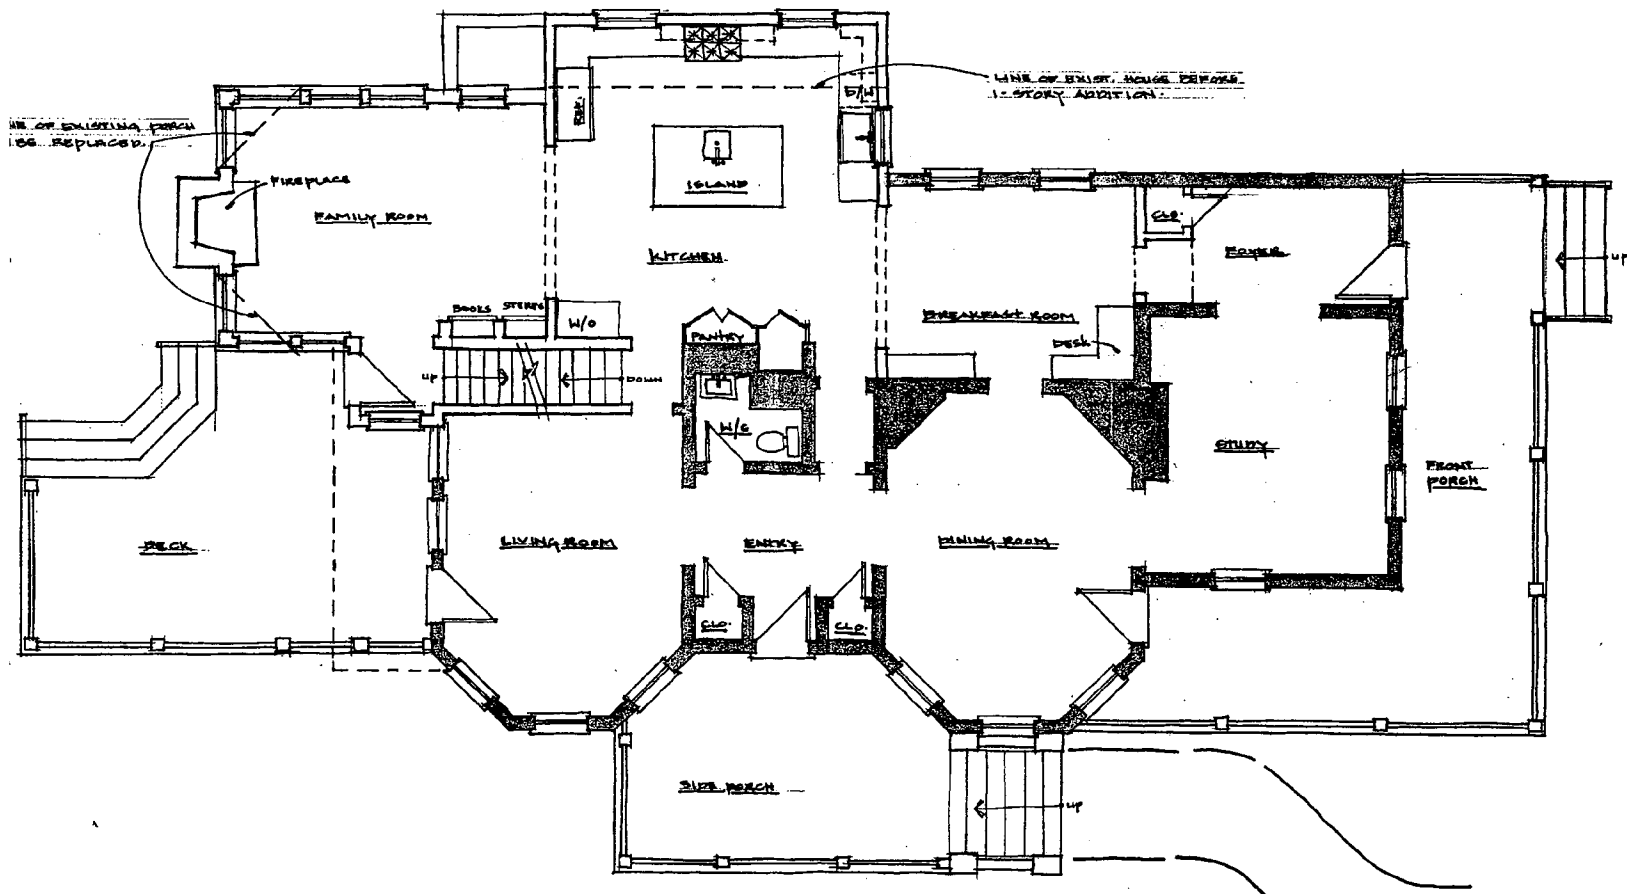 LINE OF EXIST. HOUSE BEFORE
1-STORY ADDITION.
NE OF EXISTING PORCH
BE REPLACED.
D/W
REF.
ISLAND
FIREPLACE
FAMILY ROOM
CLO.
FOYER
UP
KITCHEN
BOOKS
STEREO
W/O
PANTRY
BREAKFAST ROOM
DESK
UP
DOWN
W/C
STUDY
FRONT
PORCH
DECK
LIVING ROOM
ENTRY
DINING ROOM
CLO.
CLO.
SIDE PORCH
UP